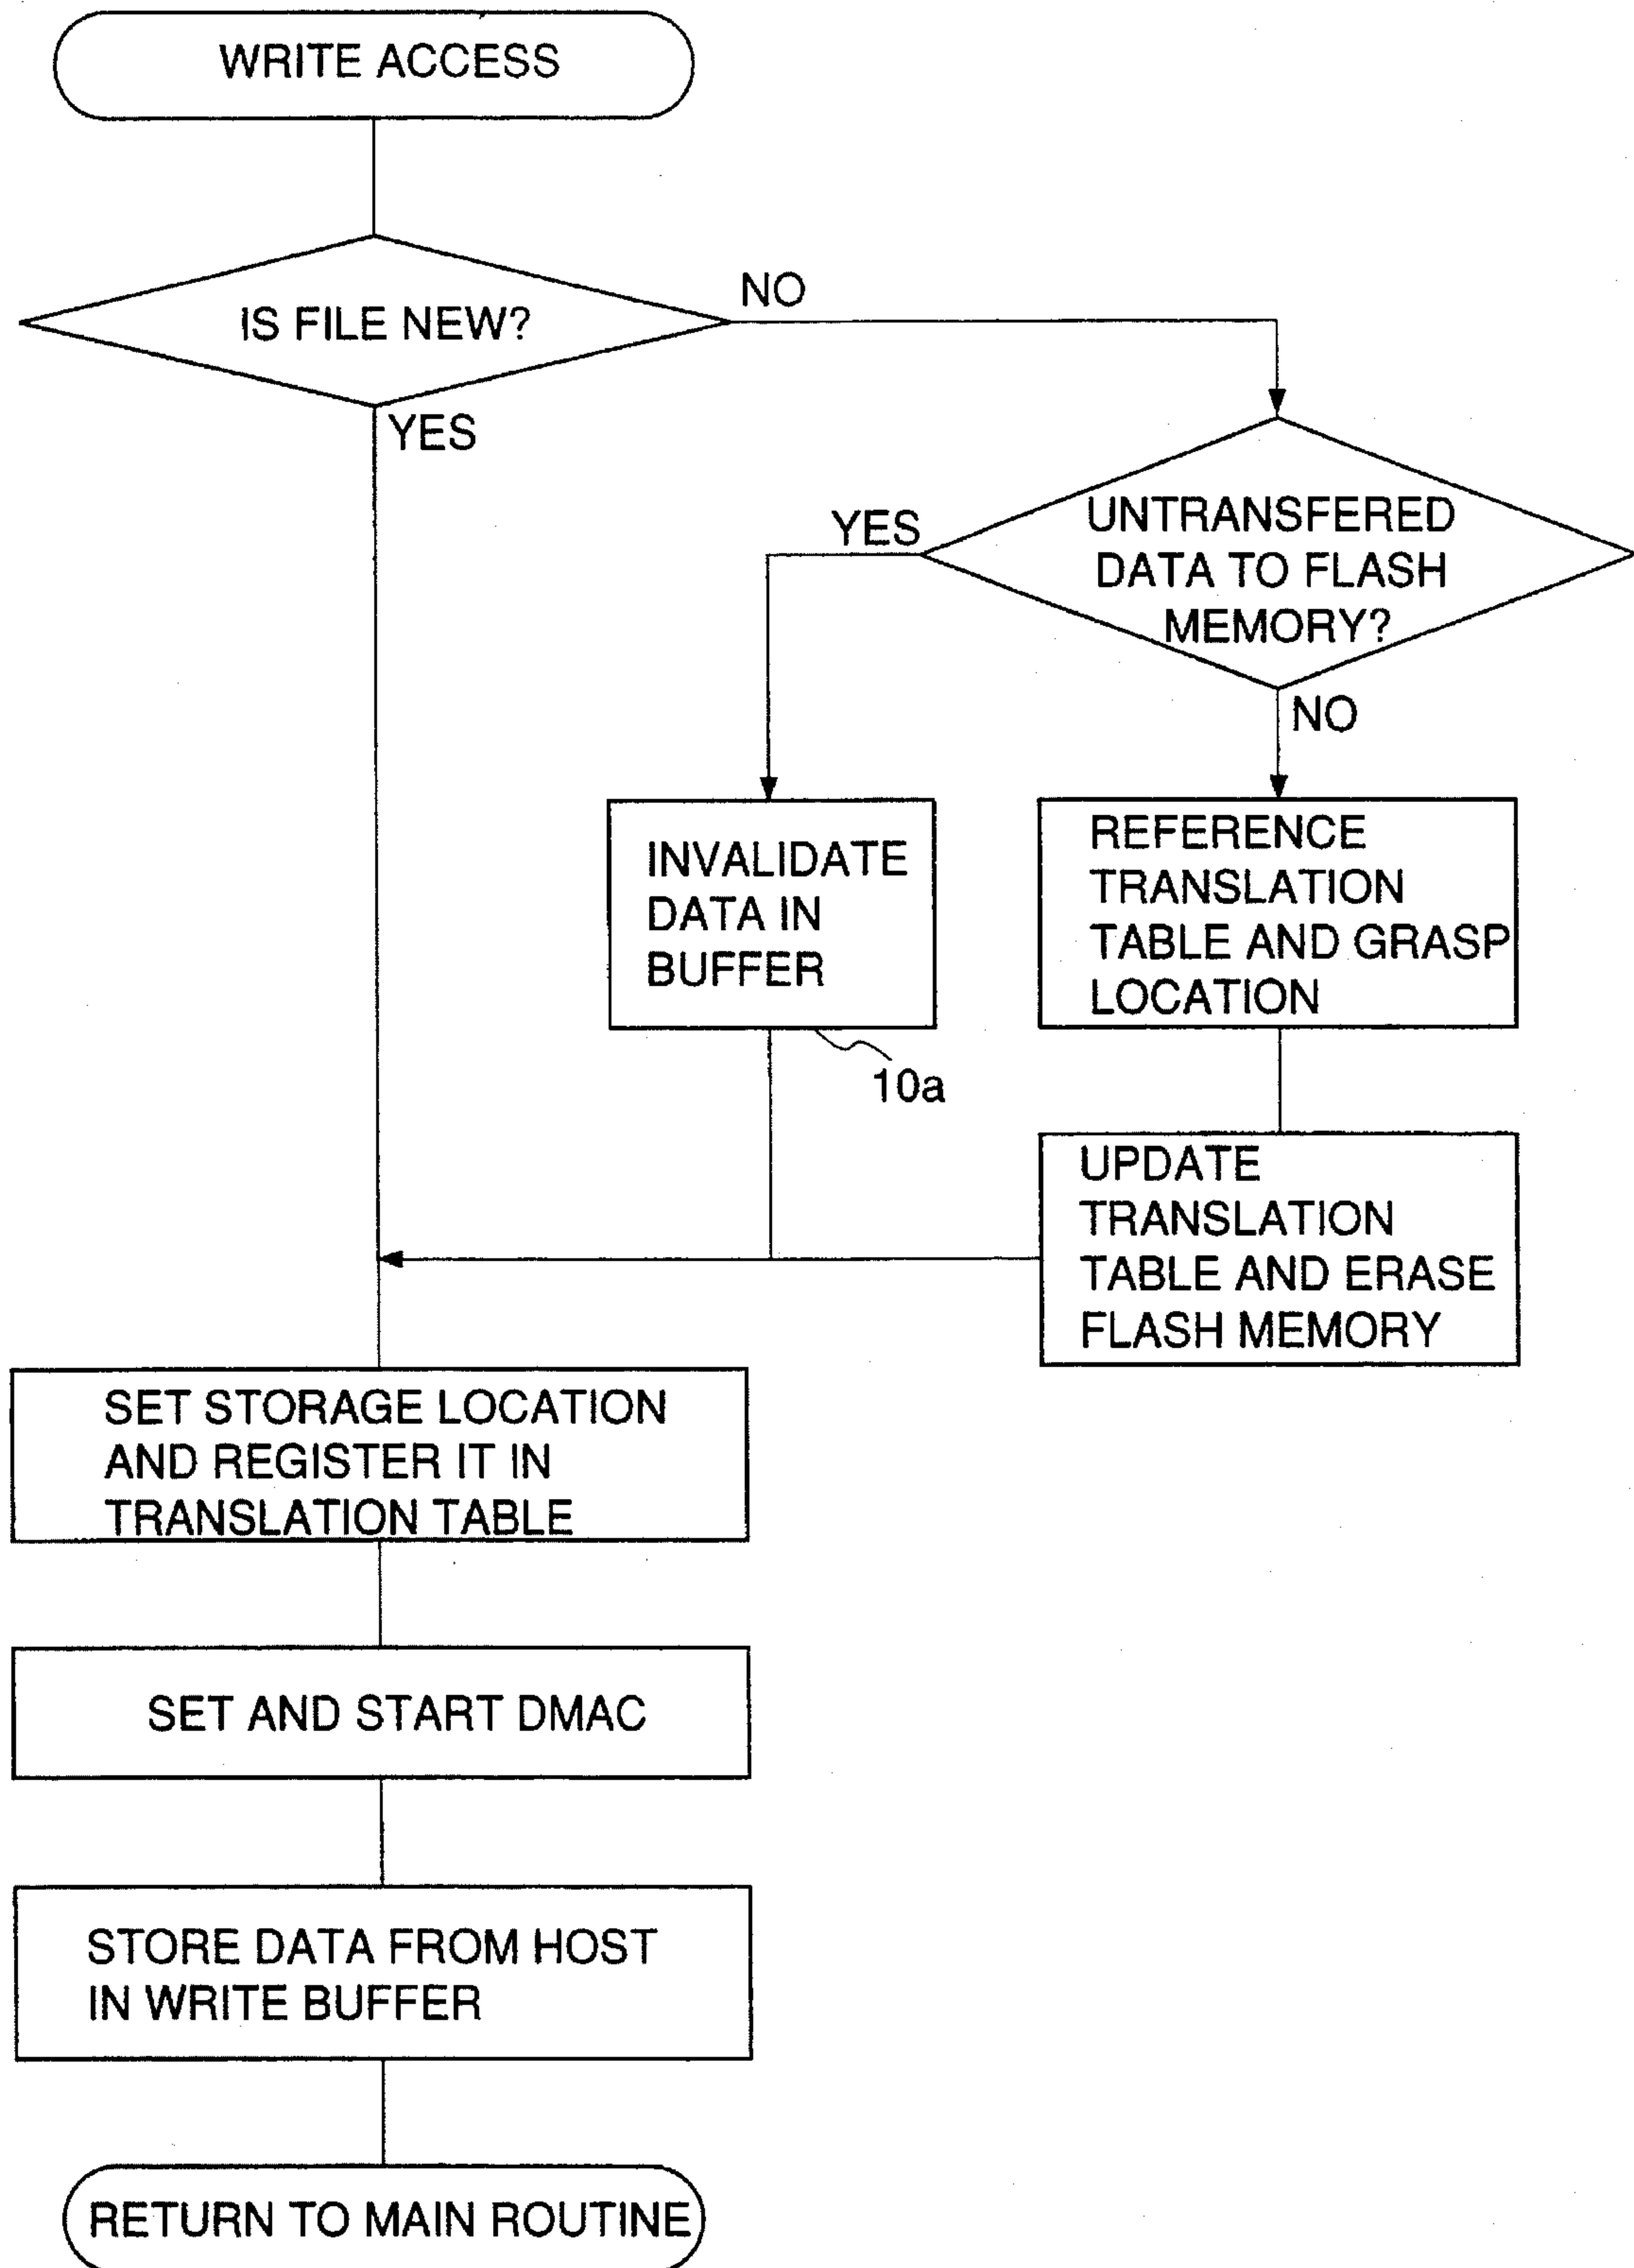 WRITE ACCESS
IS FILE NEW?
NO
YES
UNTRANSFERED
DATA TO FLASH
MEMORY?
YES
NO
INVALIDATE
DATA IN
BUFFER
10a
REFERENCE
TRANSLATION
TABLE AND GRASP
LOCATION
UPDATE
TRANSLATION
TABLE AND ERASE
FLASH MEMORY
SET STORAGE LOCATION
AND REGISTER IT IN
TRANSLATION TABLE
SET AND START DMAC
STORE DATA FROM HOST
IN WRITE BUFFER
RETURN TO MAIN ROUTINE